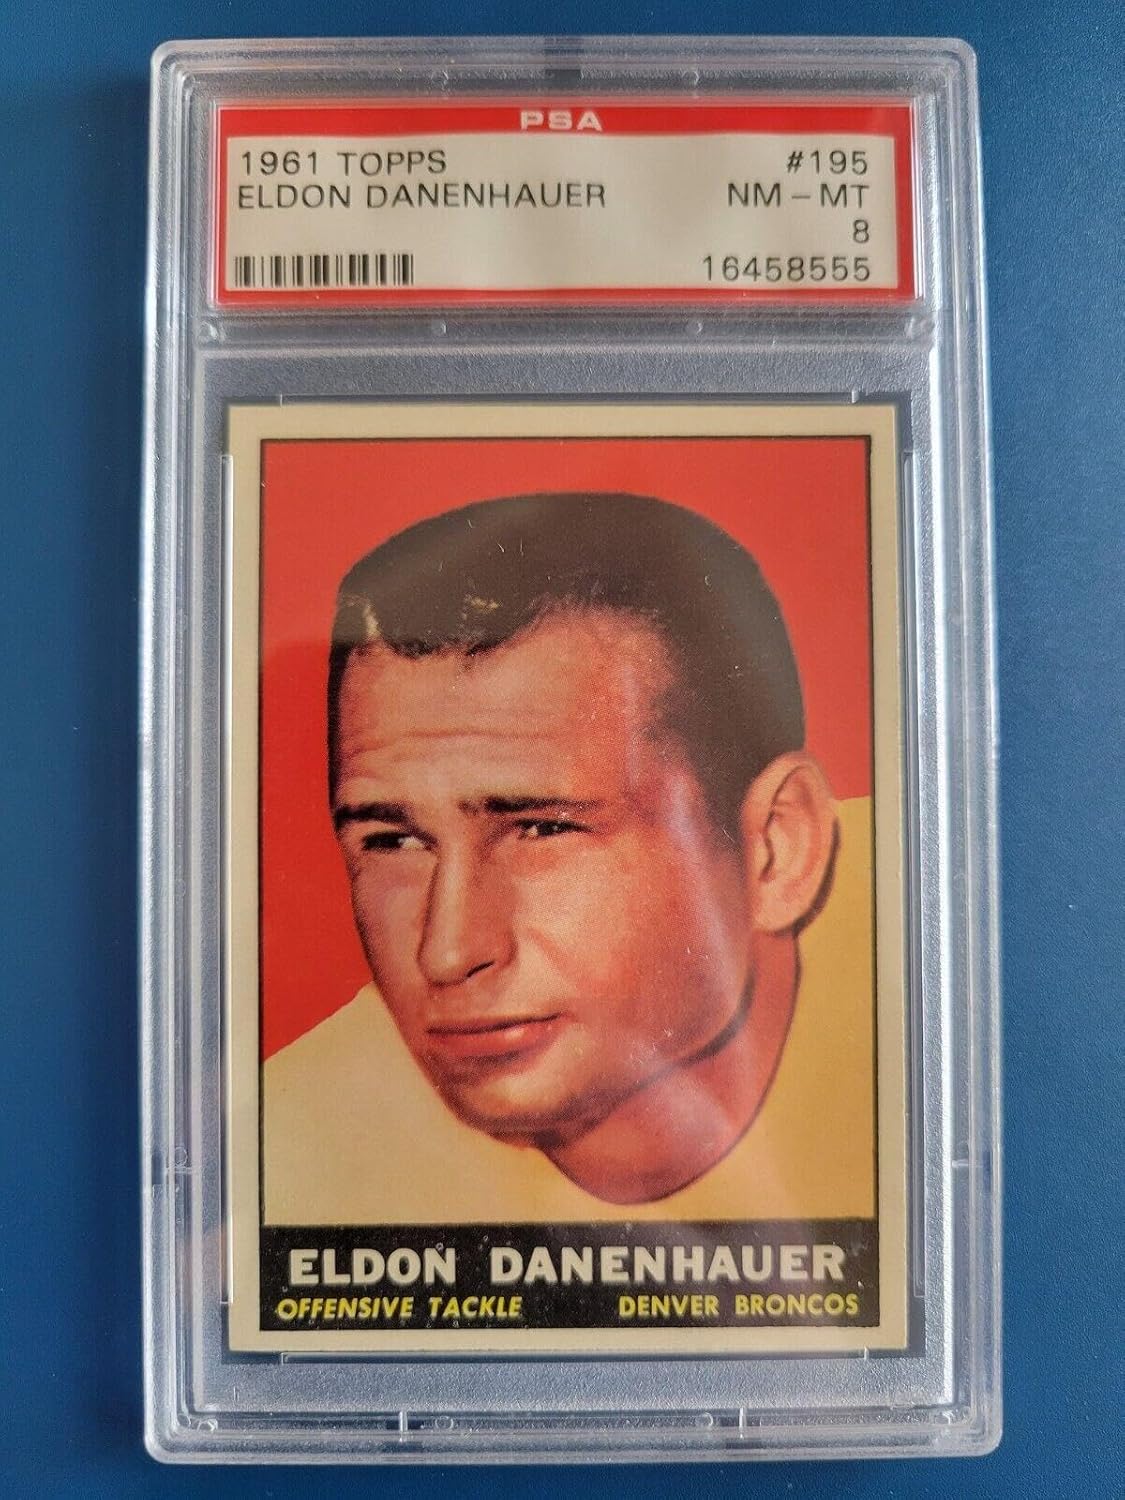 PSA
1961 TOPPS #195
ELDON DANENHAUER NM - MT
8
16458555
ELDON DANENHAUER
OFFENSIVE TACKLE DENVER BRONCOS